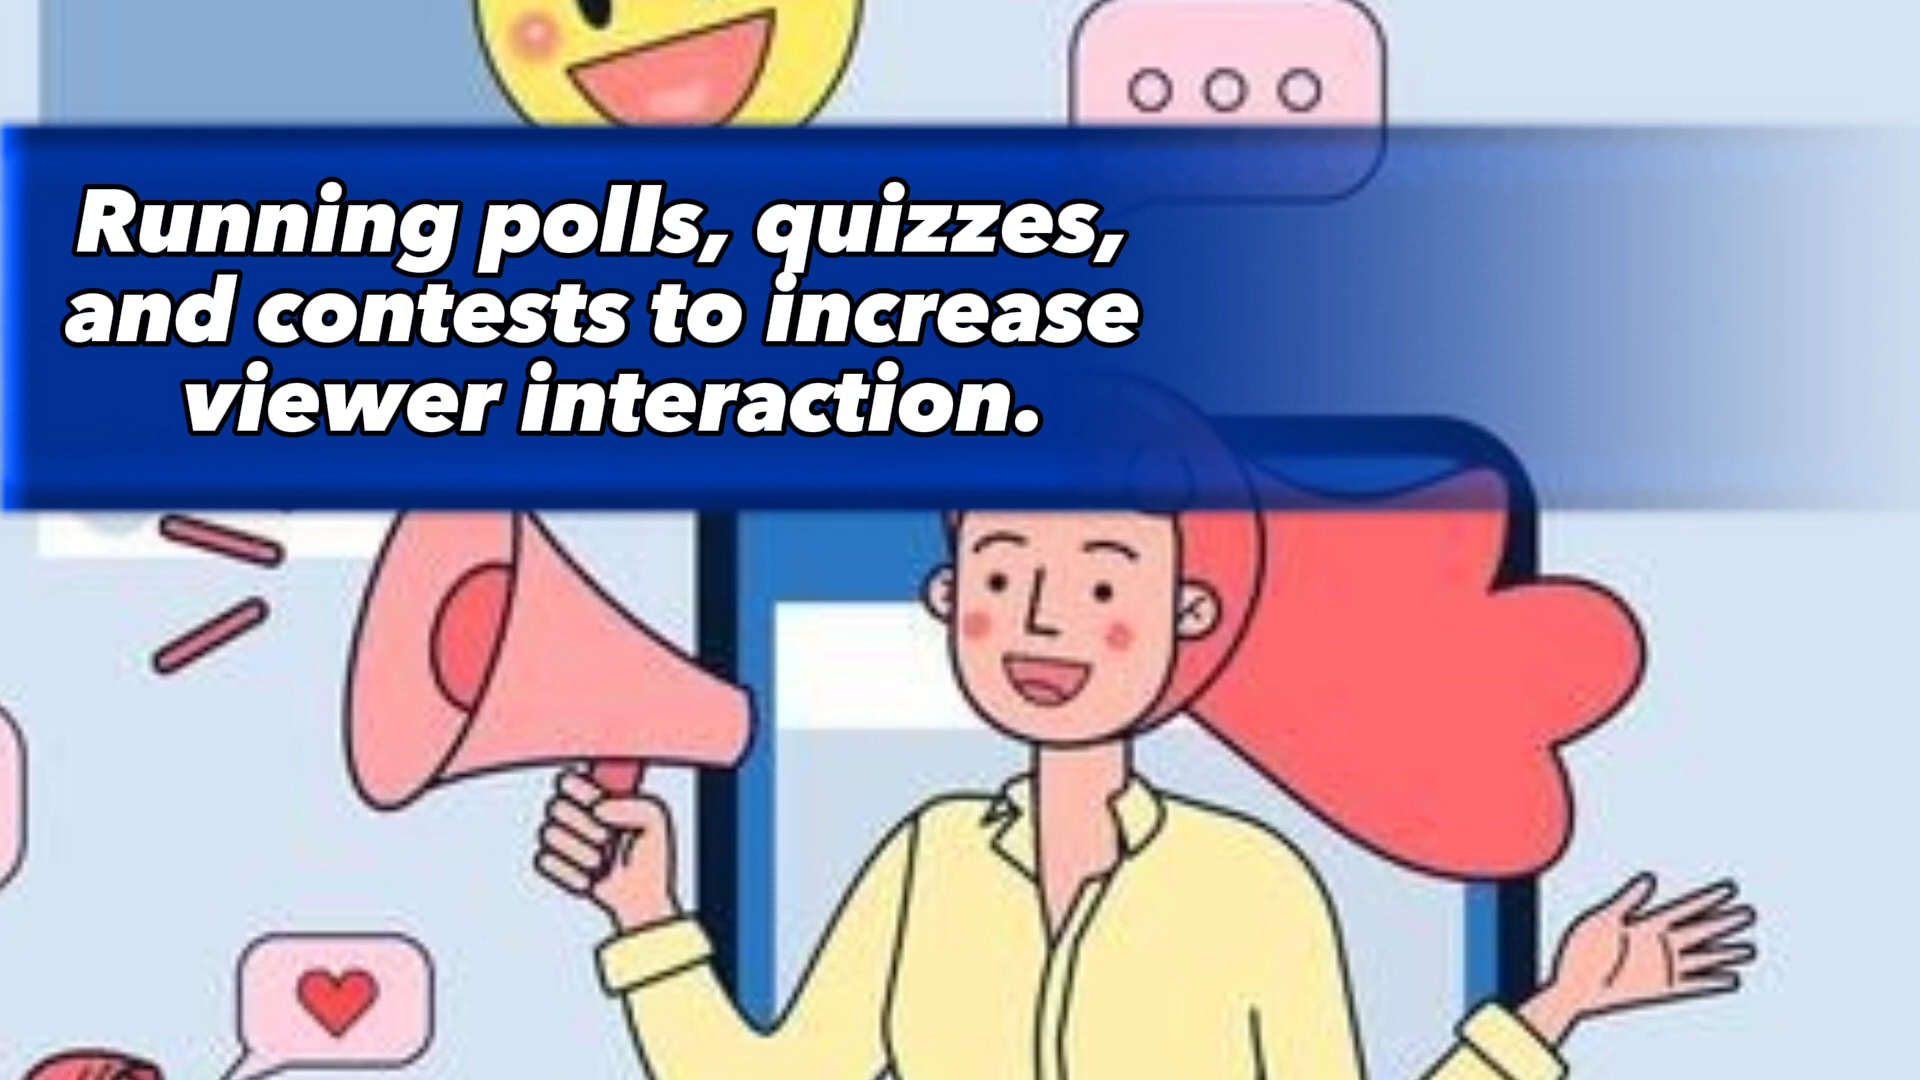 Running polls, quizzes,
and contests to increase
viewer interaction.